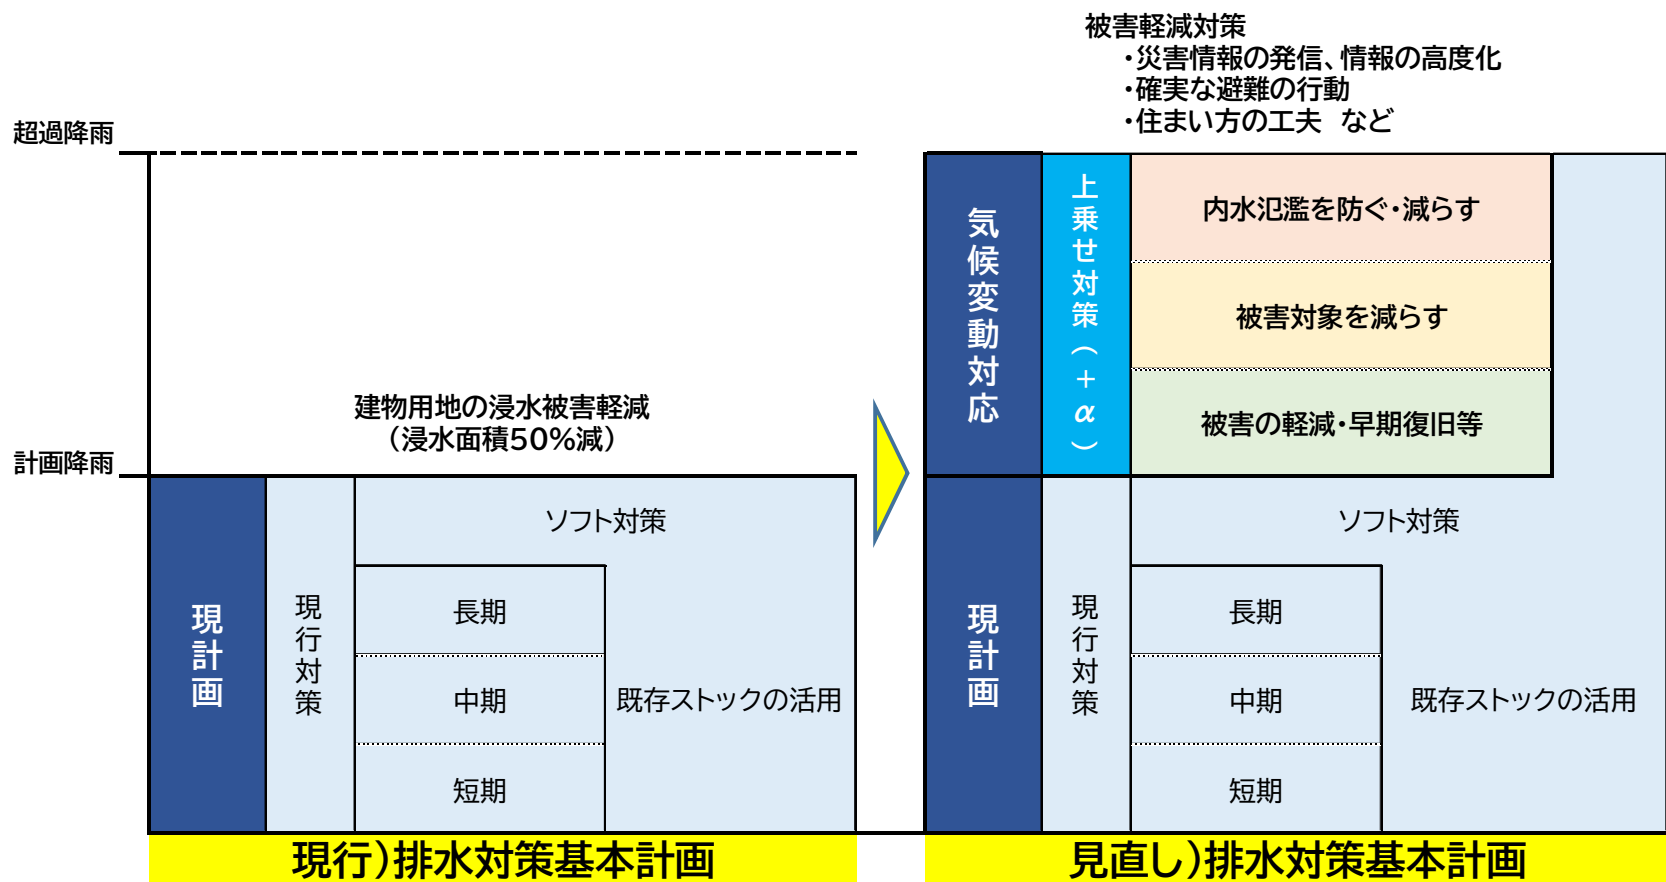 被害軽減対策
・災害情報の発信、情報の高度化
・確実な避難の行動
・住まい方の工夫　など
超過降雨
計画降雨
建物用地の浸水被害軽減
（浸水面積50%減）
現計画
現行対策
ソフト対策
長期
中期
短期
既存ストックの活用
現行）排水対策基本計画
気候変動対応
上乗せ対策（+α）
内水氾濫を防ぐ・減らす
被害対象を減らす
被害の軽減・早期復旧等
現計画
現行対策
ソフト対策
長期
中期
短期
既存ストックの活用
見直し）排水対策基本計画